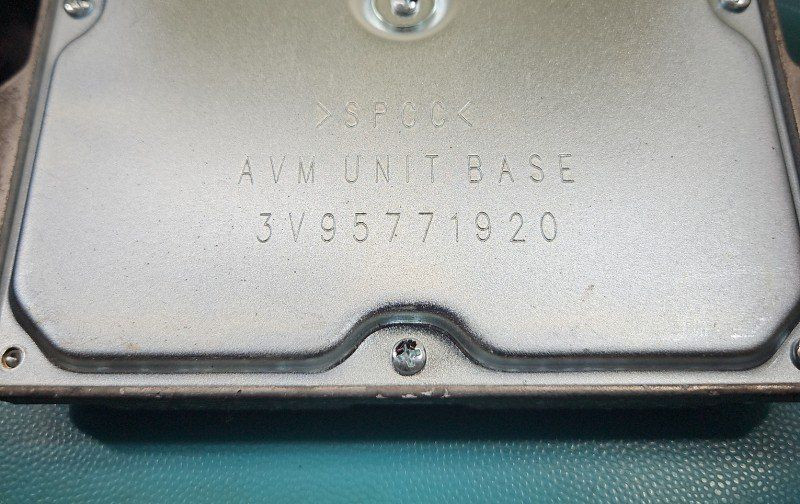 >SPCC<
AVM UNIT BASE
3V95771920